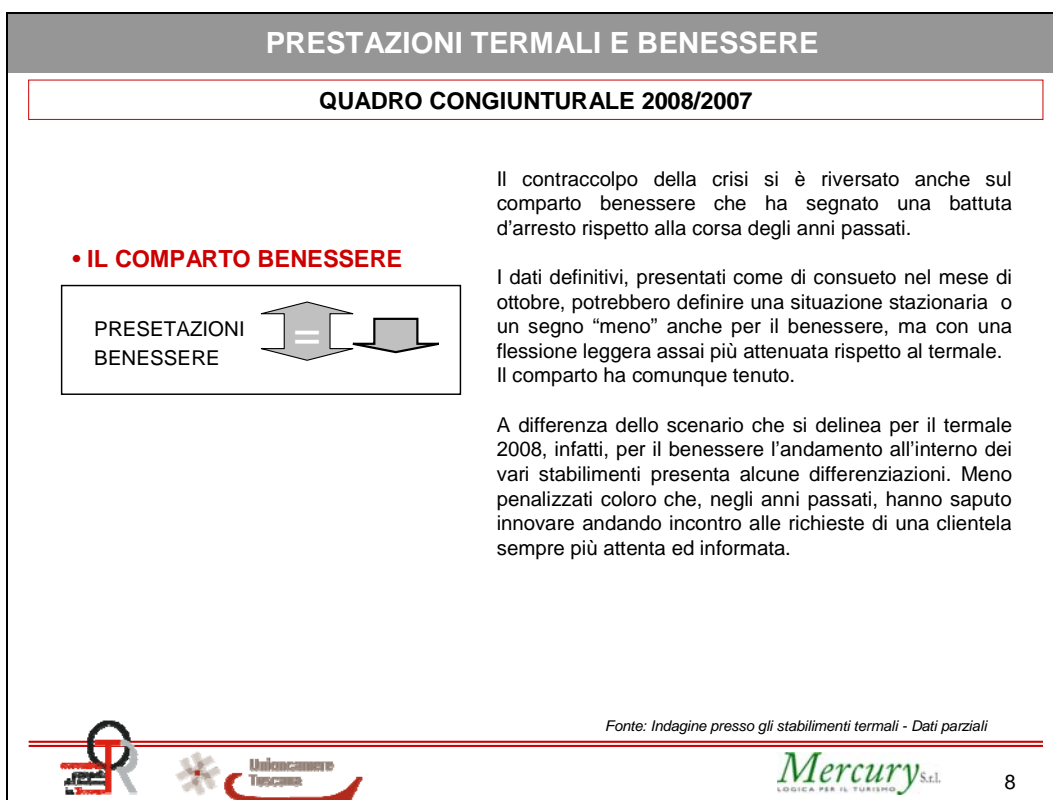 PRESTAZIONI TERMALI E BENESSERE
QUADRO CONGIUNTURALE 2008/2007
• IL COMPARTO BENESSERE
PRESETAZIONI
BENESSERE
=
Il contraccolpo della crisi si è riversato anche sul
comparto benessere che ha segnato una battuta
d’arresto rispetto alla corsa degli anni passati.
I dati definitivi, presentati come di consueto nel mese di
ottobre, potrebbero definire una situazione stazionaria o
un segno “meno” anche per il benessere, ma con una
flessione leggera assai più attenuata rispetto al termale.
Il comparto ha comunque tenuto.
A differenza dello scenario che si delinea per il termale
2008, infatti, per il benessere l’andamento all’interno dei
vari stabilimenti presenta alcune differenziazioni. Meno
penalizzati coloro che, negli anni passati, hanno saputo
innovare andando incontro alle richieste di una clientela
sempre più attenta ed informata.
Fonte: Indagine presso gli stabilimenti termali - Dati parziali
OTR
Unioncamere
Toscana
Mercury S.r.l.
LOGICA PER IL TURISMO
8